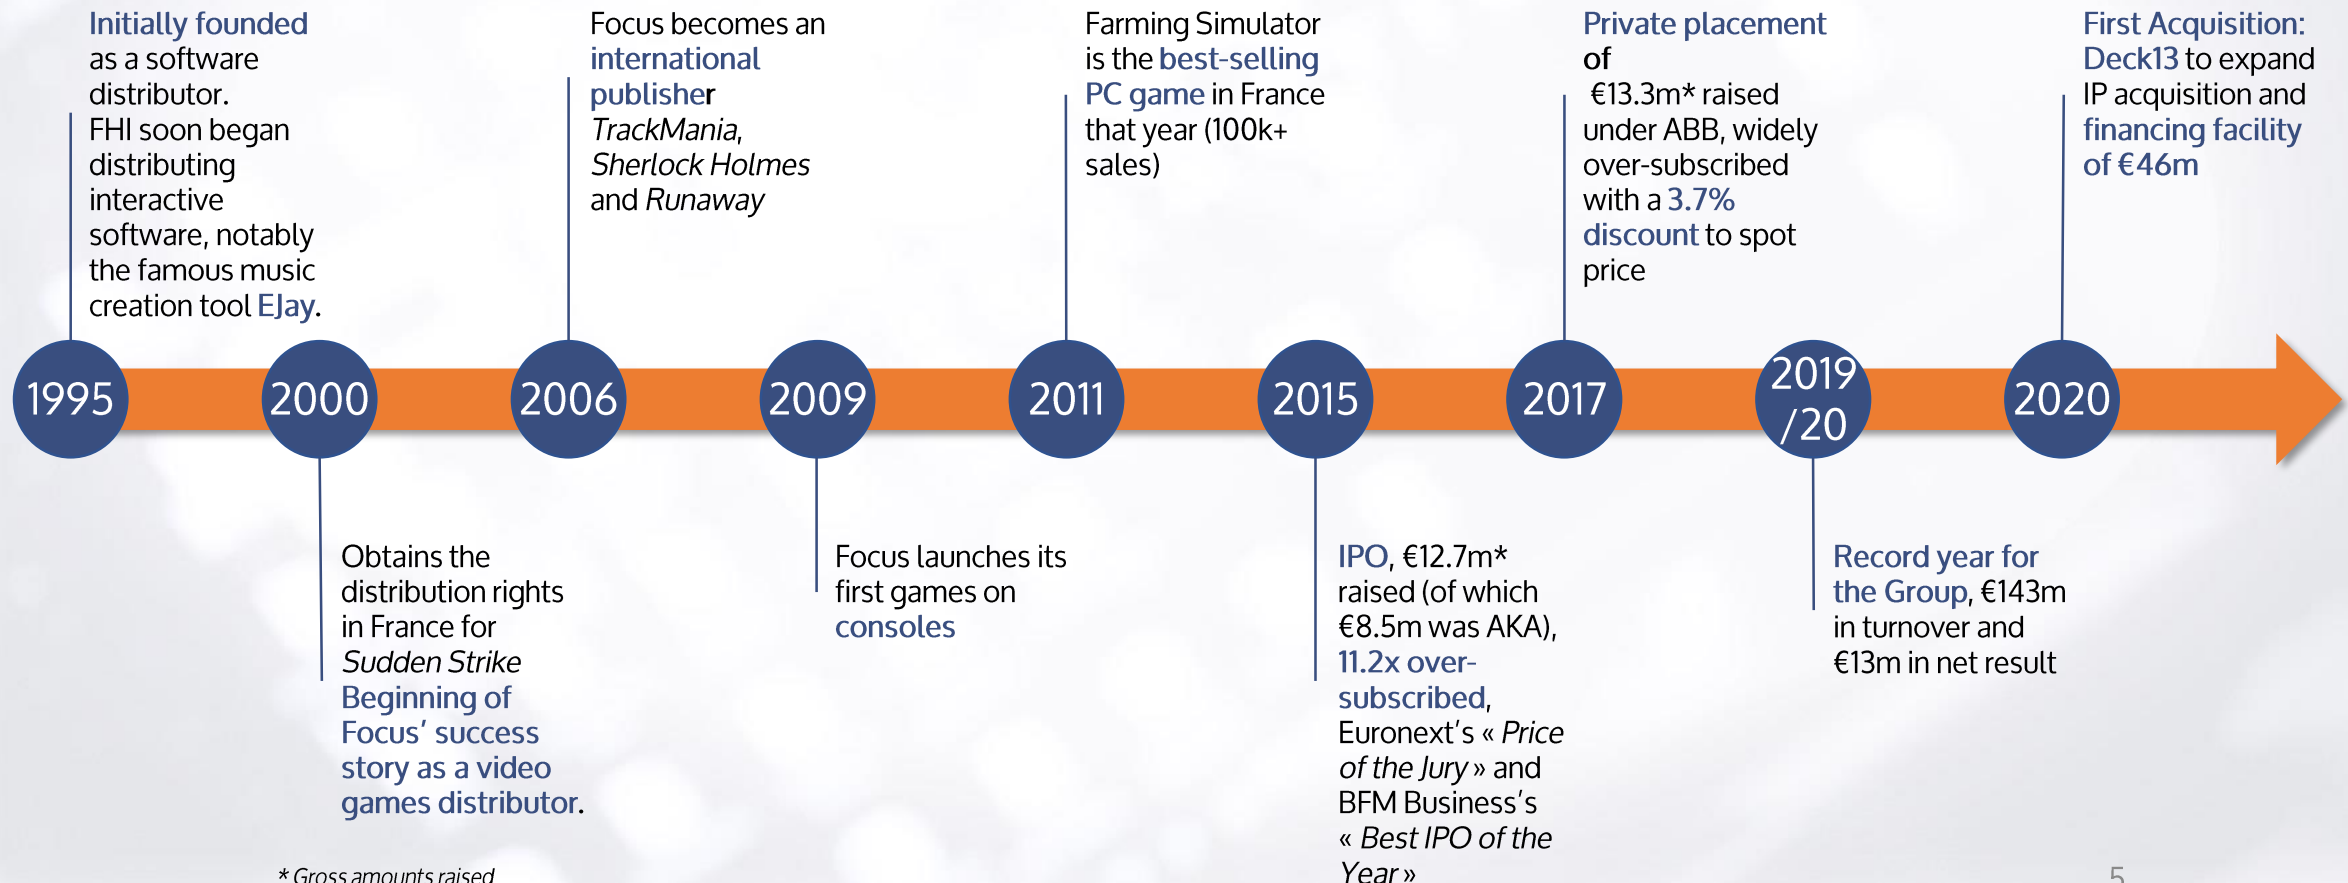 Initially founded
as a software
distributor.
FHI soon began
distributing
interactive
software, notably
the famous music
creation tool EJay.
Focus becomes an
international
publisher
TrackMania,
Sherlock Holmes
and Runaway
Farming Simulator
is the best-selling
PC game in France
that year (100k+
sales)
Private placement
of
€13.3m* raised
under ABB, widely
over-subscribed
with a 3.7%
discount to spot
price
First Acquisition:
Deck13 to expand
IP acquisition and
financing facility
of €46m
1995
2000
2006
2009
2011
2015
2017
2019
/20
2020
Obtains the
distribution rights
in France for
Sudden Strike
Beginning of
Focus’ success
story as a video
games distributor.
Focus launches its
first games on
consoles
IPO, €12.7m*
raised (of which
€8.5m was AKA),
11.2x over-
subscribed,
Euronext’s « Price
of the Jury » and
BFM Business’s
« Best IPO of the
Year »
Record year for
the Group, €143m
in turnover and
€13m in net result
* Gross amounts raised
5